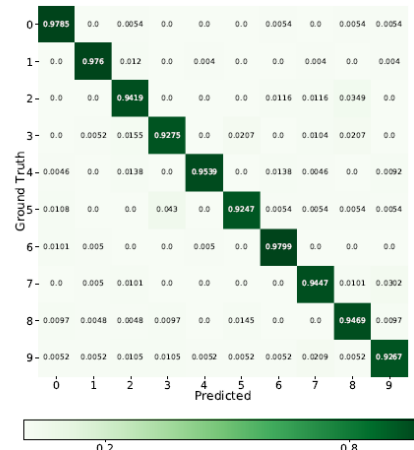 0 0.9785 0.0 0.0054 0.0 0.0 0.0 0.0054 0.0 0.0054 0.0054
1 0.0 0.976 0.012 0.0 0.004 0.0 0.0 0.004 0.0 0.004
2 0.0 0.0 0.9419 0.0 0.0 0.0 0.0116 0.0116 0.0349 0.0
3 0.0 0.0052 0.0155 0.9275 0.0 0.0207 0.0 0.0104 0.0207 0.0
4 0.0046 0.0 0.0138 0.0 0.9539 0.0 0.0138 0.0046 0.0 0.0092
5 0.0108 0.0 0.0 0.043 0.0 0.9247 0.0054 0.0054 0.0054 0.0054
6 0.0101 0.005 0.0 0.0 0.005 0.0 0.9799 0.0 0.0 0.0
7 0.0 0.005 0.0101 0.0 0.0 0.0 0.0 0.9447 0.0101 0.0302
8 0.0097 0.0048 0.0048 0.0097 0.0 0.0145 0.0 0.0 0.9469 0.0097
9 0.0052 0.0052 0.0105 0.0105 0.0052 0.0052 0.0052 0.0209 0.0052 0.9267
Ground Truth
0 1 2 3 4 5 6 7 8 9
Predicted
0.2 0.8